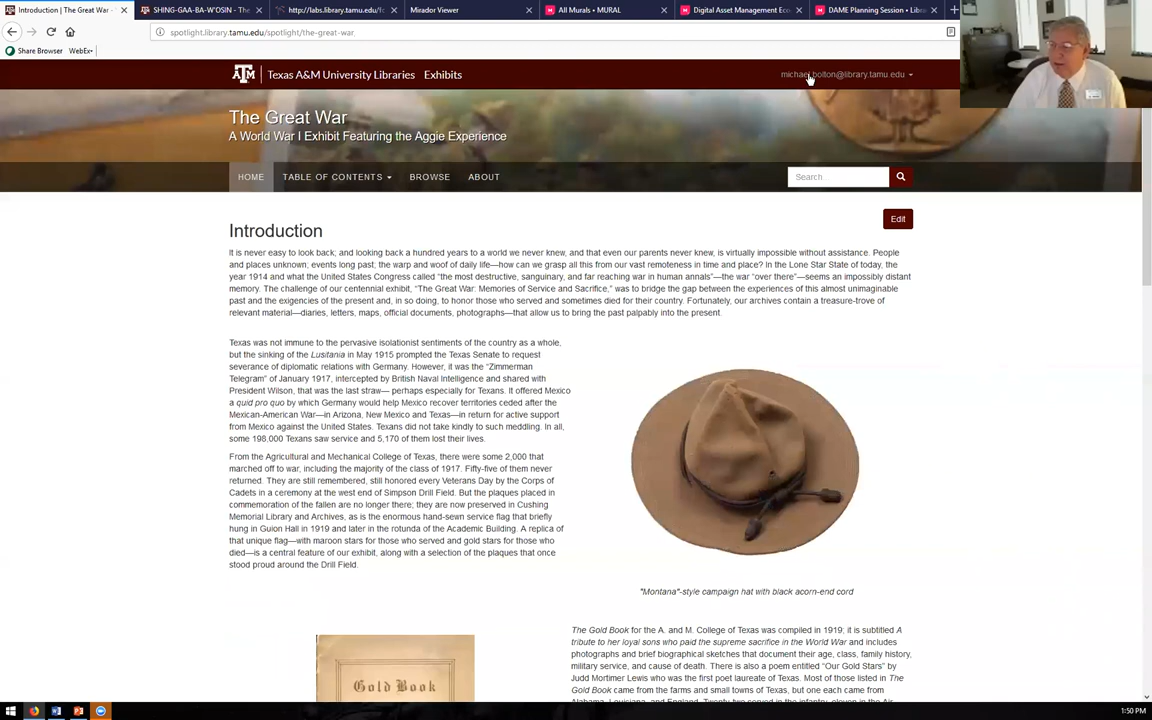 Introduction | The Great War -
SHING-GAA-BA-W'OSIN - The
http://labs.library.tamu.edu/fc
Mirador Viewer
All Murals • MURAL
Digital Asset Management Eco
DAME Planning Session • Libr
spotlight.library.tamu.edu/spotlight/the-great-war
Share Browser WebEx
ATM | Texas A&M University Libraries Exhibits
michael.bolton@library.tamu.edu
The Great War
A World War I Exhibit Featuring the Aggie Experience
HOME TABLE OF CONTENTS BROWSE ABOUT Search...
Edit
Introduction
It is never easy to look back; and looking back a hundred years to a world we never knew, and that even our parents never knew, is virtually impossible without assistance. People
and places unknown; events long past; the warp and woof of daily life—how can we grasp all this from our vast remoteness in time and place? In the Lone Star State of today, the
year 1914 and what the United States Congress called “the most destructive, sanguinary, and far reaching war in human annals”—the war “over there”—seems an impossibly distant
memory. The challenge of our centennial exhibit, “The Great War: Memories of Service and Sacrifice,” was to bridge the gap between the experiences of this almost unimaginable
past and the exigencies of the present and, in so doing, to honor those who served and sometimes died for their country. Fortunately, our archives contain a treasure-trove of
relevant material—diaries, letters, maps, official documents, photographs—that allow us to bring the past palpably into the present.
Texas was not immune to the pervasive isolationist sentiments of the country as a whole,
but the sinking of the Lusitania in May 1915 prompted the Texas Senate to request
severance of diplomatic relations with Germany. However, it was the “Zimmerman
Telegram” of January 1917, intercepted by British Naval Intelligence and shared with
President Wilson, that was the last straw— perhaps especially for Texans. It offered Mexico
a quid pro quo by which Germany would help Mexico recover territories ceded after the
Mexican-American War—in Arizona, New Mexico and Texas—in return for active support
from Mexico against the United States. Texans did not take kindly to such meddling. In all,
some 198,000 Texans saw service and 5,170 of them lost their lives.
From the Agricultural and Mechanical College of Texas, there were some 2,000 that
marched off to war, including the majority of the class of 1917. Fifty-five of them never
returned. They are still remembered, still honored every Veterans Day by the Corps of
Cadets in a ceremony at the west end of Simpson Drill Field. But the plaques placed in
commemoration of the fallen are no longer there; they are now preserved in Cushing
Memorial Library and Archives, as is the enormous hand-sewn service flag that briefly
hung in Guion Hall in 1919 and later in the rotunda of the Academic Building. A replica of
that unique flag—with maroon stars for those who served and gold stars for those who
died—is a central feature of our exhibit, along with a selection of the plaques that once
stood proud around the Drill Field.
"Montana"-style campaign hat with black acorn-end cord
Gold Book
The Gold Book for the A. and M. College of Texas was compiled in 1919; it is subtitled A
tribute to her loyal sons who paid the supreme sacrifice in the World War and includes
photographs and brief biographical sketches that document their age, class, family history,
military service, and cause of death. There is also a poem entitled “Our Gold Stars” by
Judd Mortimer Lewis who was the first poet laureate of Texas. Most of those listed in The
Gold Book came from the farms and small towns of Texas, but one each came from
1:50 PM